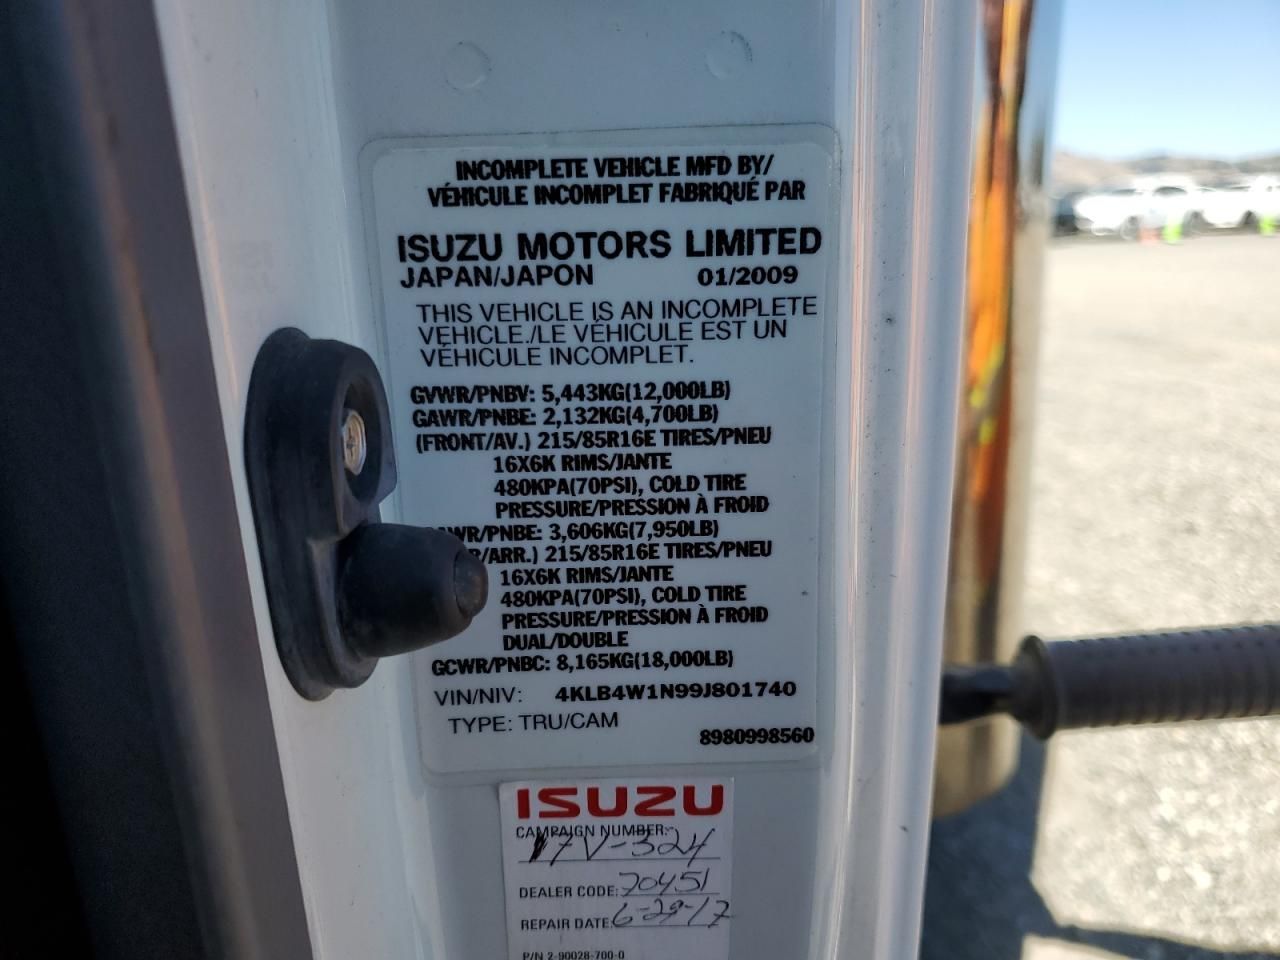 INCOMPLETE VEHICLE MFD BY/
VÉHICULE INCOMPLET FABRIQUÉ PAR
ISUZU MOTORS LIMITED
JAPAN/JAPON 01/2009
THIS VEHICLE IS AN INCOMPLETE
VEHICLE./LE VÉHICULE EST UN
VÉHICULE INCOMPLET.
GVWR/PNBV: 5,443KG(12,000LB)
GAWR/PNBE: 2,132KG(4,700LB)
(FRONT/AV.) 215/85R16E TIRES/PNEU
16X6K RIMS/JANTE
480KPA(70PSI), COLD TIRE
PRESSURE/PRESSION À FROID
WR/PNBE: 3,606KG(7,950LB)
/ARR.) 215/85R16E TIRES/PNEU
16X6K RIMS/JANTE
480KPA(70PSI), COLD TIRE
PRESSURE/PRESSION À FROID
DUAL/DOUBLE
GCWR/PNBC: 8,165KG(18,000LB)
VIN/NIV: 4KLB4W1N99J801740
TYPE: TRU/CAM
8980998560
ISUZU
CAMPAIGN NUMBER:
17V-324
DEALER CODE: 70451
REPAIR DATE: 6-29-17
P/N 2-90028-700-0